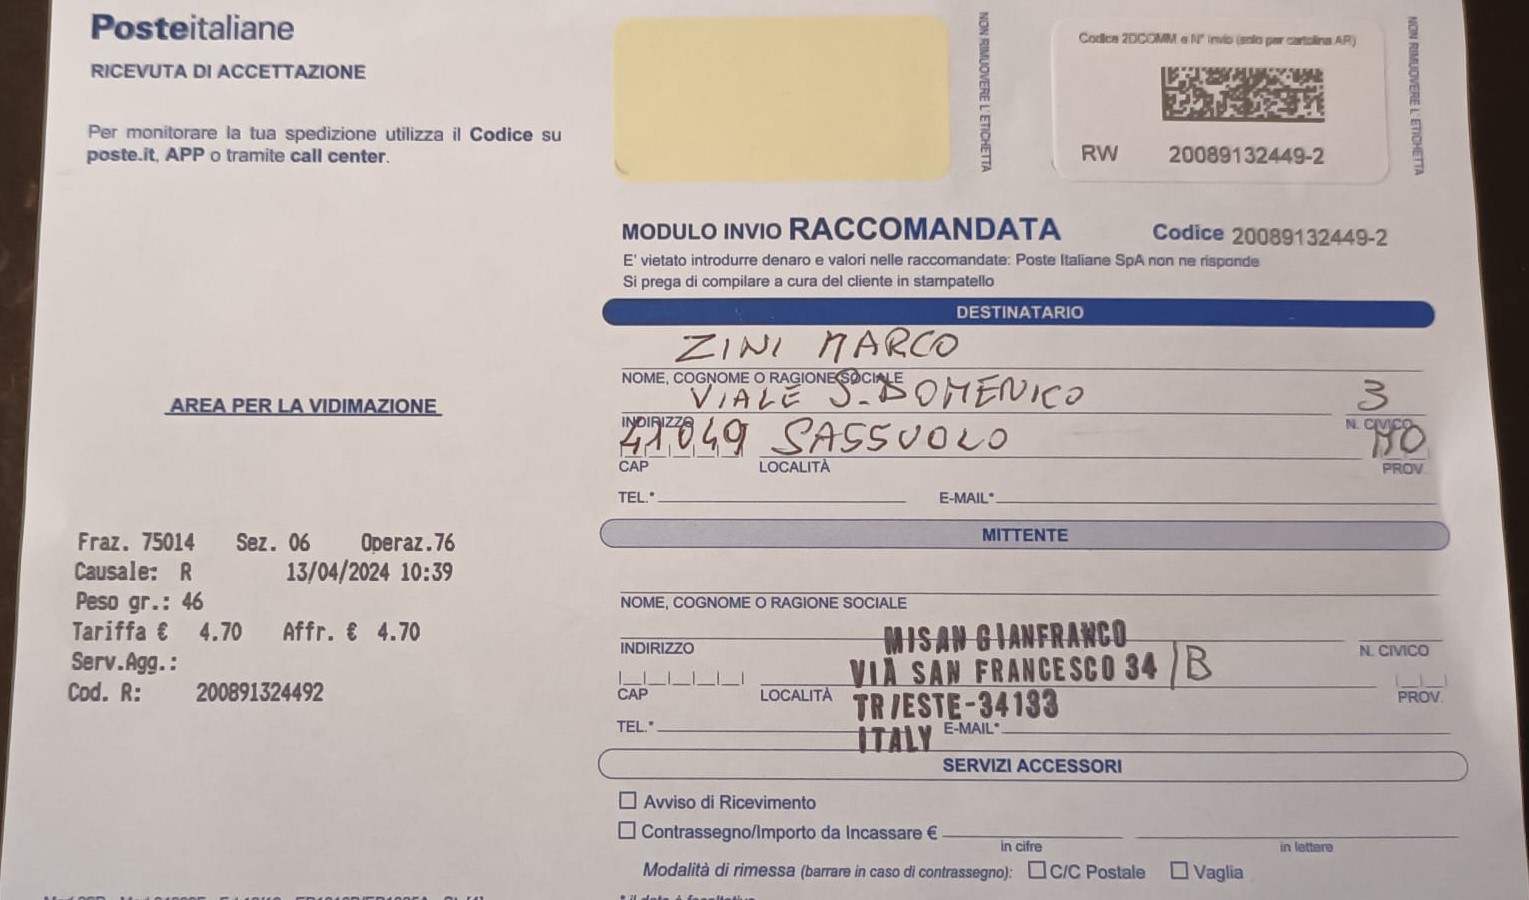 Posteitaliane
RICEVUTA DI ACCETTAZIONE
Per monitorare la tua spedizione utilizza il Codice su
poste.it, APP o tramite call center.
AREA PER LA VIDIMAZIONE
Fraz. 75014 Sez. 06 Operaz.76
Causale: R 13/04/2024 10:39
Peso gr.: 46
Tariffa € 4.70 Affr. € 4.70
Serv.Agg.:
Cod. R: 200891324492
NON RIMUOVERE L'ETICHETTA
Codice 2DCOMM e N° invio (solo per cartolina AR)
RW 20089132449-2
NON RIMUOVERE L'ETICHETTA
MODULO INVIO RACCOMANDATA Codice 20089132449-2
E' vietato introdurre denaro e valori nelle raccomandate: Poste Italiane SpA non ne risponde
Si prega di compilare a cura del cliente in stampatello
DESTINATARIO
ZINI MARCO
NOME, COGNOME O RAGIONE SOCIALE
VIALE S. DOMENICO 3
INDIRIZZO N. CIVICO
41049 SASSUOLO MO
CAP LOCALITÀ PROV.
TEL.* E-MAIL*
MITTENTE
NOME, COGNOME O RAGIONE SOCIALE
MISAN GIANFRANCO
INDIRIZZO N. CIVICO
VIA SAN FRANCESCO 34 /B
CAP LOCALITÀ PROV.
TRIESTE-34133
TEL.* E-MAIL*
ITALY
SERVIZI ACCESSORI
Avviso di Ricevimento
Contrassegno/Importo da Incassare €
in cifre in lettere
Modalità di rimessa (barrare in caso di contrassegno): C/C Postale Vaglia